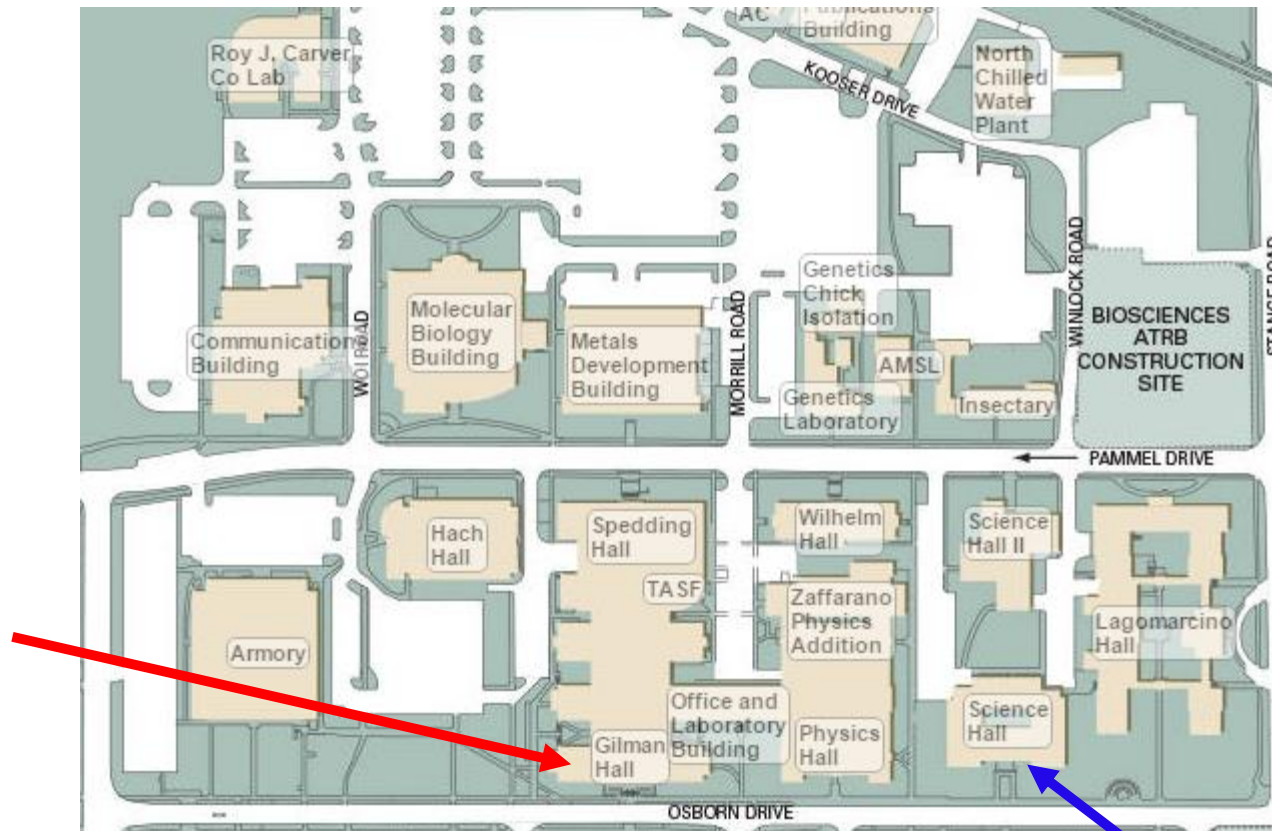 AC
Publications
Building
Roy J. Carver
Co Lab
KOOSER DRIVE
North
Chilled
Water
Plant
Genetics
Chick
Isolation
WINLOCK ROAD
STANGE ROAD
Molecular
Biology
Building
Communication
Building
WOI ROAD
Metals
Development
Building
MORRILL ROAD
AMSL
Genetics
Laboratory
Insectary
BIOSCIENCES
ATRB
CONSTRUCTION
SITE
PAMMEL DRIVE
Hach
Hall
Spedding
Hall
TASF
Wilhelm
Hall
Science
Hall II
Zaffarano
Physics
Addition
Lagomarcino
Hall
Armory
Gilman
Hall
Office and
Laboratory
Building
Physics
Hall
Science
Hall
OSBORN DRIVE